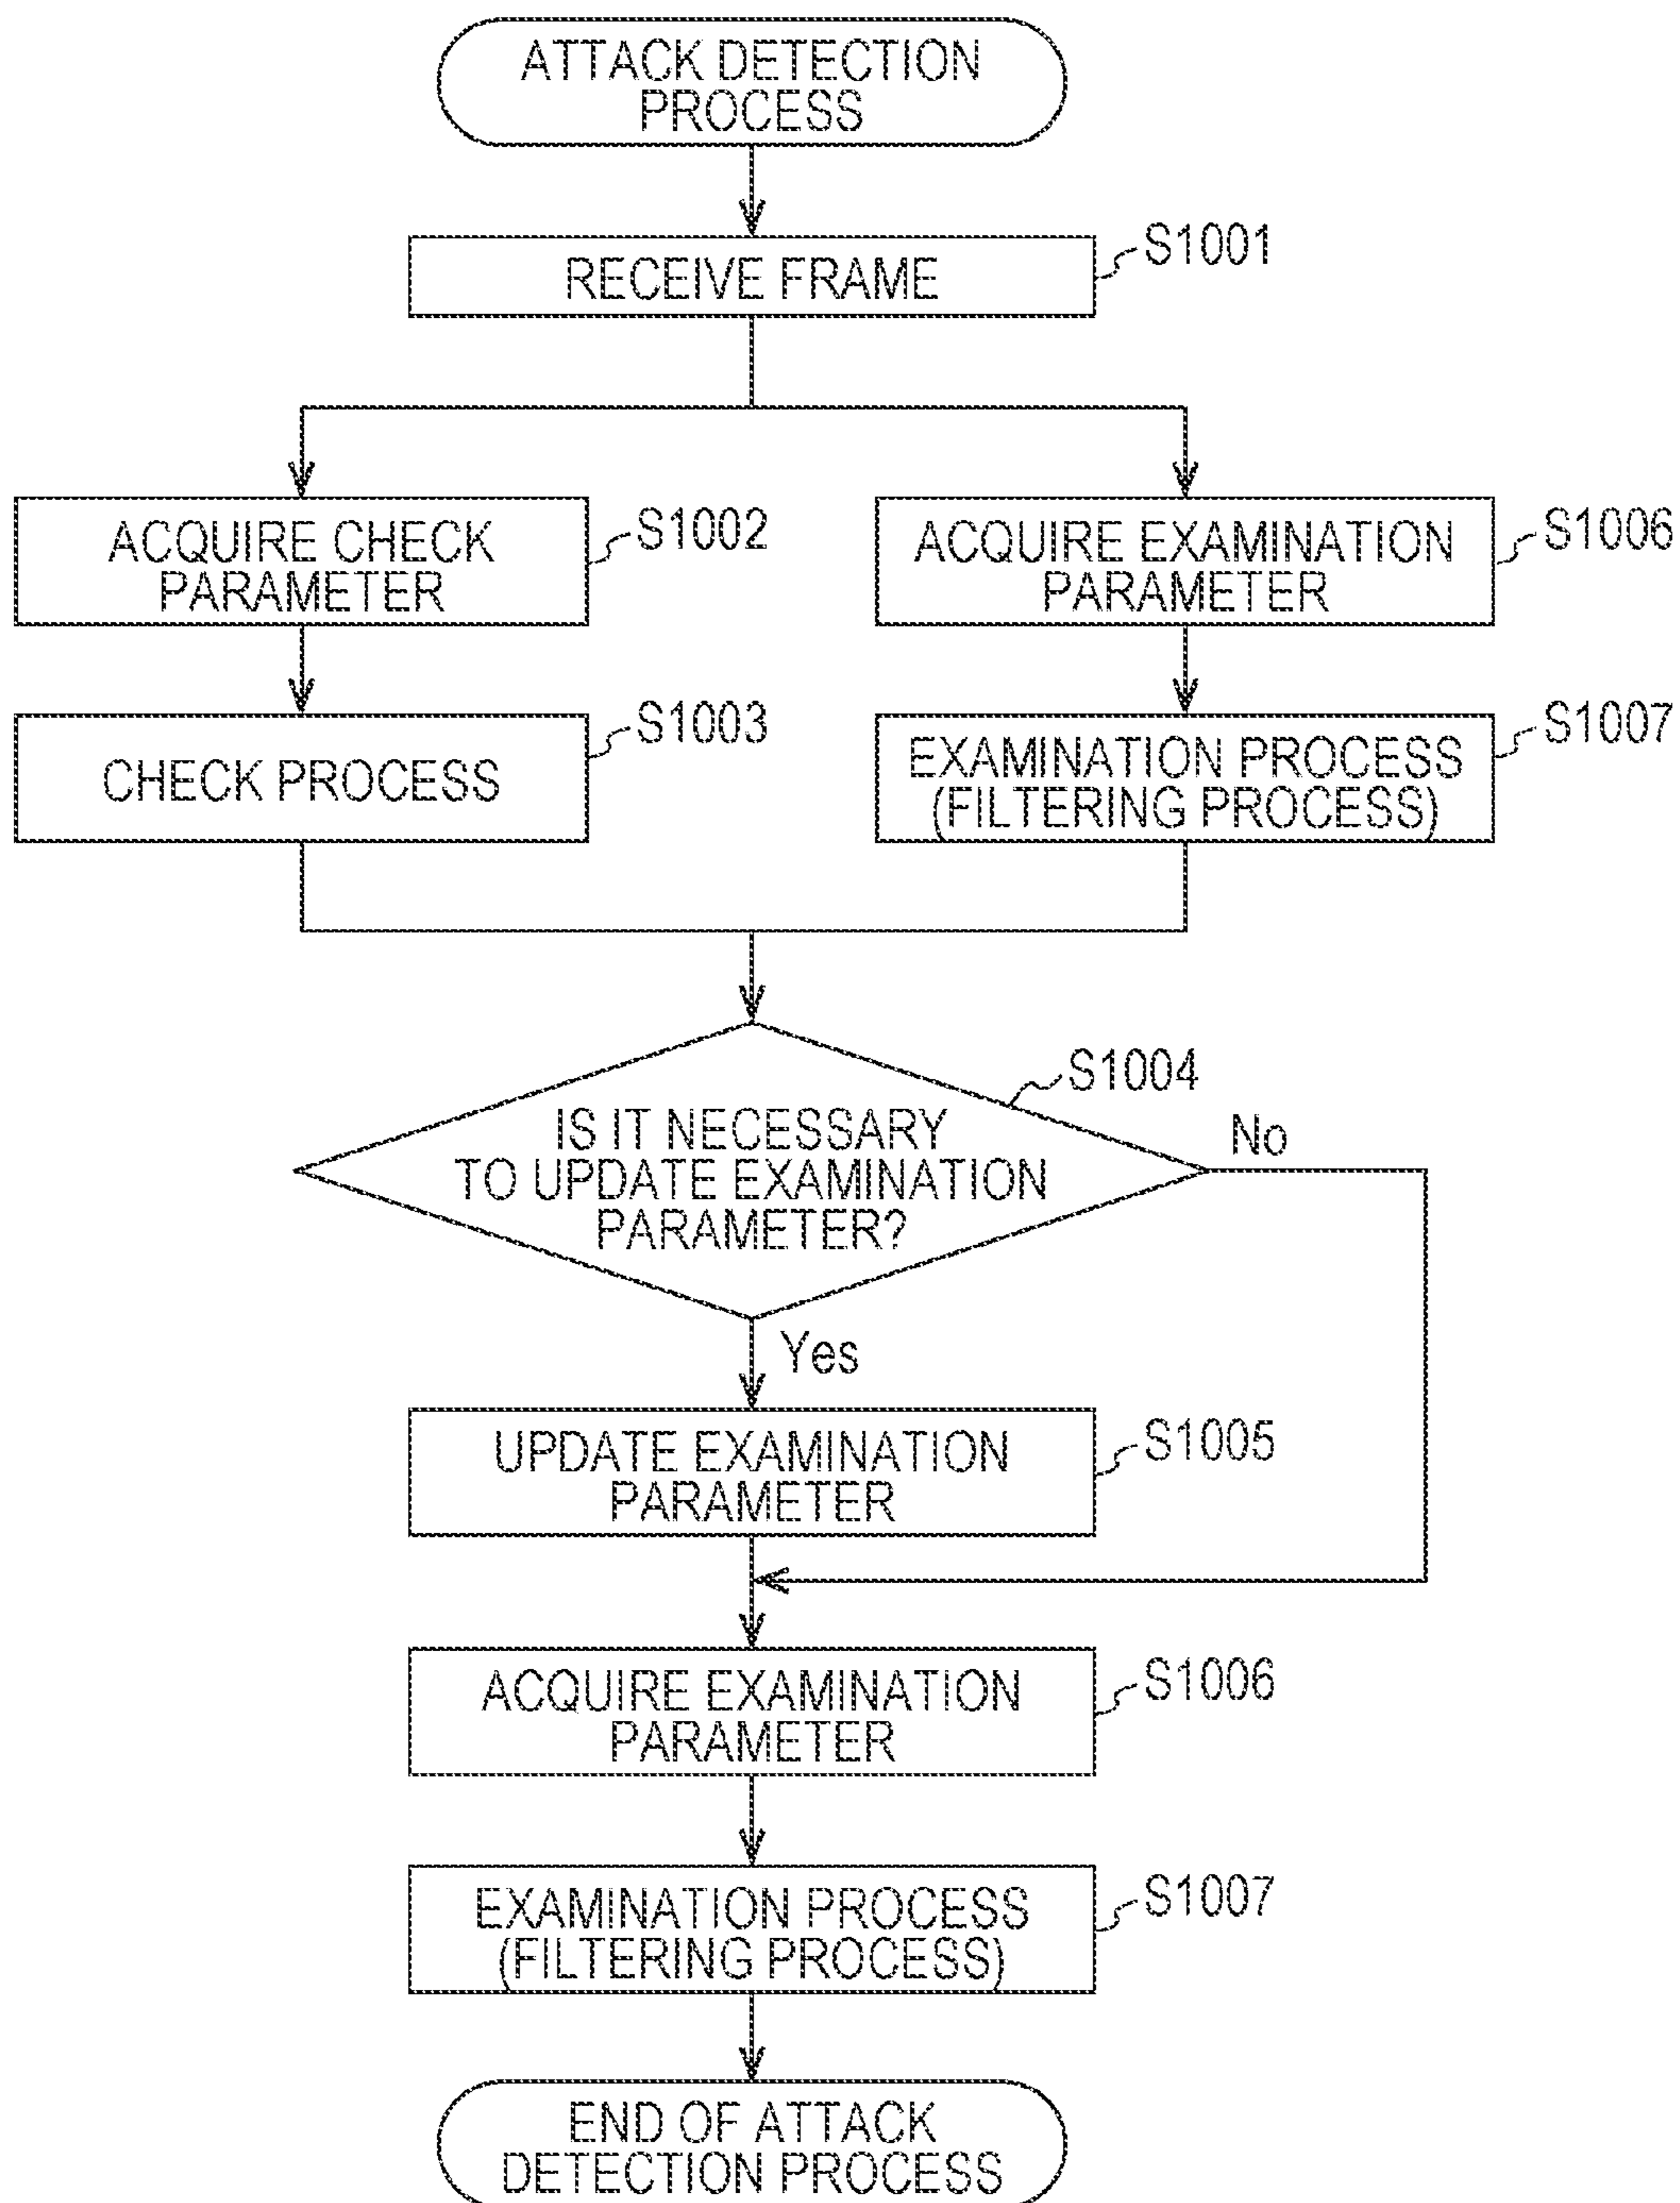 ATTACK DETECTION
PROCESS
RECEIVE FRAME
S1001
ACQUIRE CHECK
PARAMETER
S1002
ACQUIRE EXAMINATION
PARAMETER
S1006
CHECK PROCESS
S1003
EXAMINATION PROCESS
(FILTERING PROCESS)
S1007
IS IT NECESSARY
TO UPDATE EXAMINATION
PARAMETER?
S1004
No
Yes
UPDATE EXAMINATION
PARAMETER
S1005
ACQUIRE EXAMINATION
PARAMETER
S1006
EXAMINATION PROCESS
(FILTERING PROCESS)
S1007
END OF ATTACK
DETECTION PROCESS